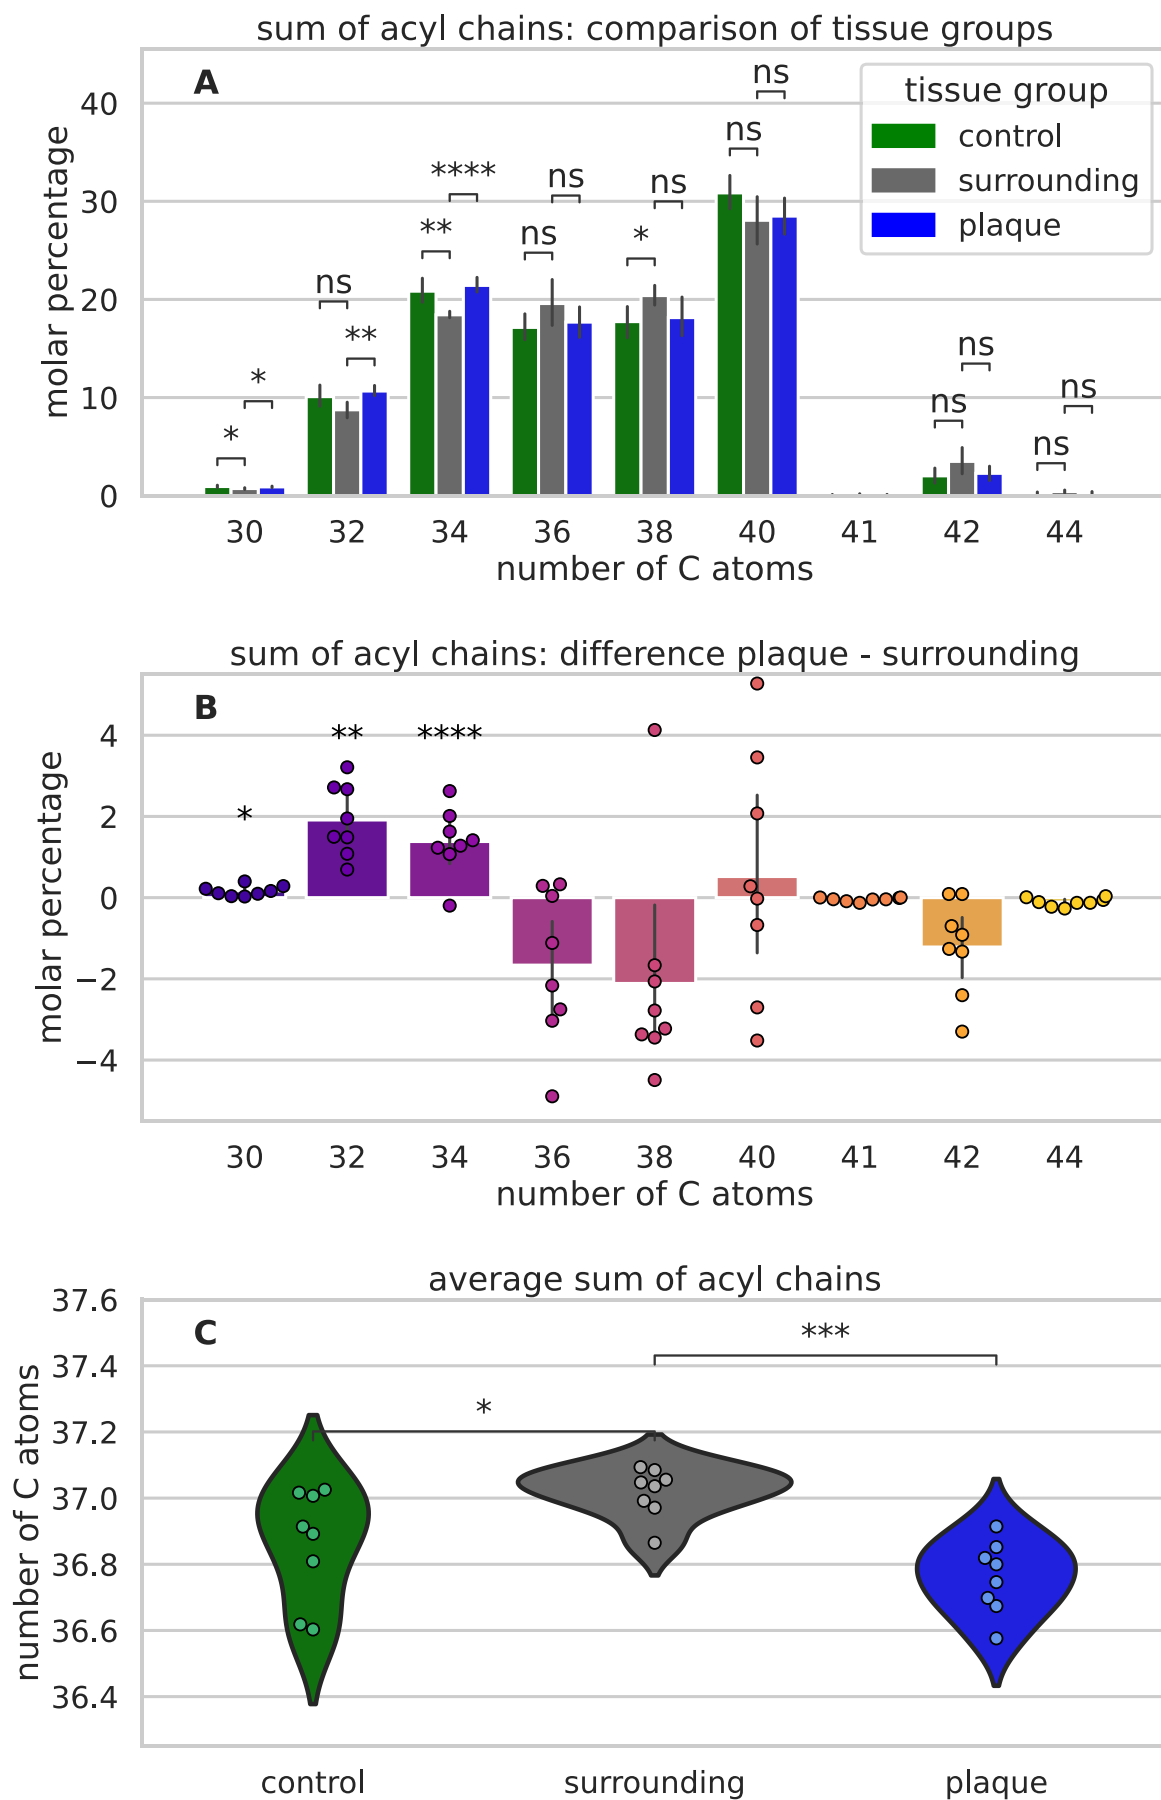 sum of acyl chains: comparison of tissue groups
A
molar percentage
40
30
20
10
0
tissue group
control
surrounding
plaque
*
*
ns
**
**
****
ns
ns
*
ns
ns
ns
ns
ns
ns
ns
30 32 34 36 38 40 41 42 44
number of C atoms
sum of acyl chains: difference plaque - surrounding
B
molar percentage
4
2
0
−2
−4
*
**
****
30 32 34 36 38 40 41 42 44
number of C atoms
average sum of acyl chains
C
number of C atoms
37.6
37.4
37.2
37.0
36.8
36.6
36.4
*
***
control surrounding plaque